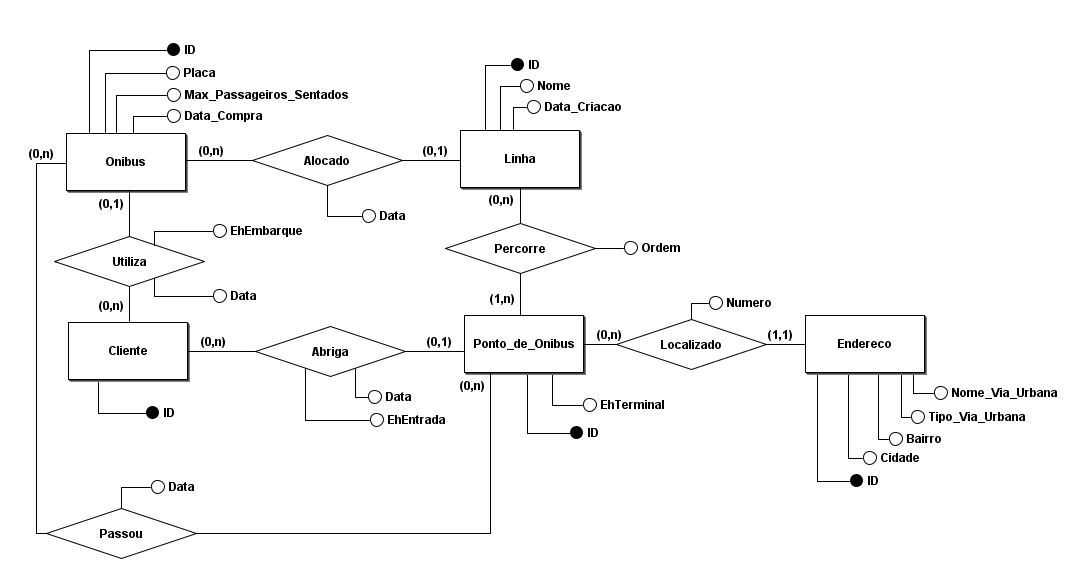 ID
Placa
Max_Passageiros_Sentados
Data_Compra
ID
Nome
Data_Criacao
(0,n)
Onibus
(0,n)
Alocado
(0,1)
Linha
Data
(0,1)
(0,n)
EhEmbarque
Utiliza
Percorre
Ordem
Data
(0,n)
(1,n)
Numero
Cliente
(0,n)
Abriga
(0,1)
Ponto_de_Onibus
(0,n)
Localizado
(1,1)
Endereco
(0,n)
Data
EhEntrada
EhTerminal
Nome_Via_Urbana
Tipo_Via_Urbana
ID
ID
Bairro
Cidade
ID
Data
Passou